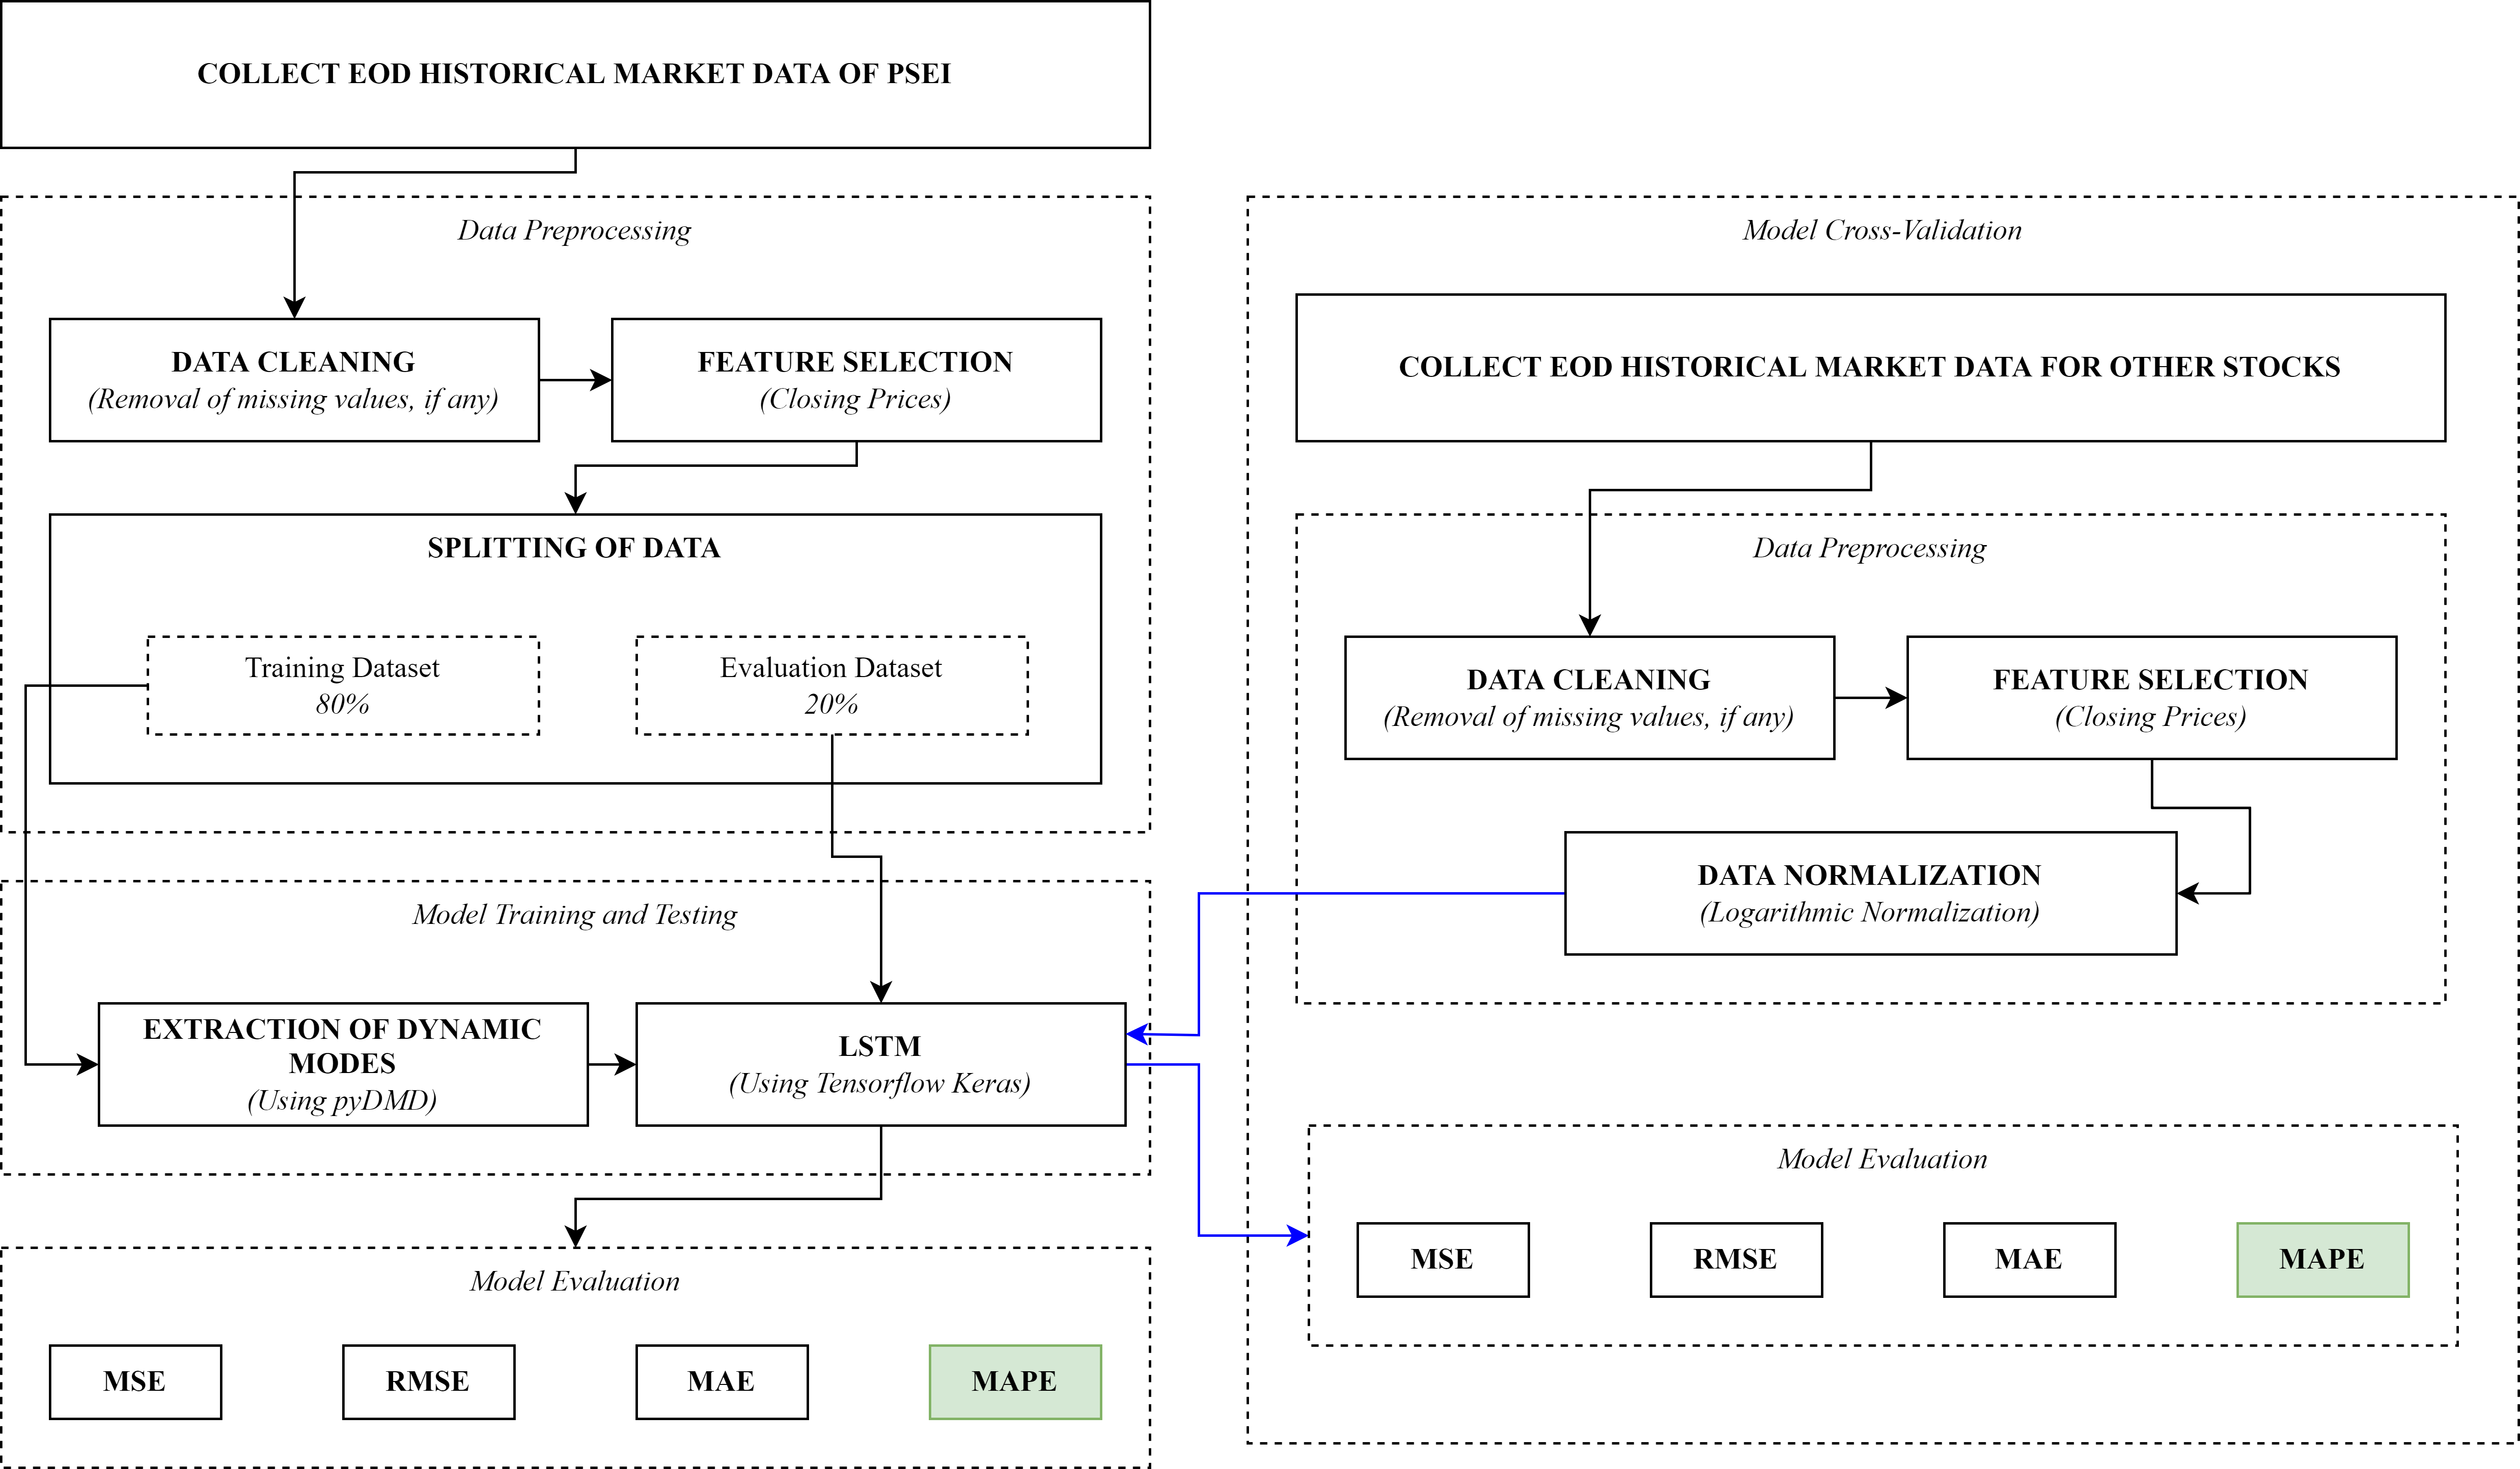 COLLECT EOD HISTORICAL MARKET DATA OF PSEI
Data Preprocessing
DATA CLEANING
(Removal of missing values, if any)
FEATURE SELECTION
(Closing Prices)
SPLITTING OF DATA
Training Dataset
80%
Evaluation Dataset
20%
Model Training and Testing
EXTRACTION OF DYNAMIC
MODES
(Using pyDMD)
LSTM
(Using Tensorflow Keras)
Model Evaluation
MSE
RMSE
MAE
MAPE
Model Cross-Validation
COLLECT EOD HISTORICAL MARKET DATA FOR OTHER STOCKS
Data Preprocessing
DATA CLEANING
(Removal of missing values, if any)
FEATURE SELECTION
(Closing Prices)
DATA NORMALIZATION
(Logarithmic Normalization)
Model Evaluation
MSE
RMSE
MAE
MAPE